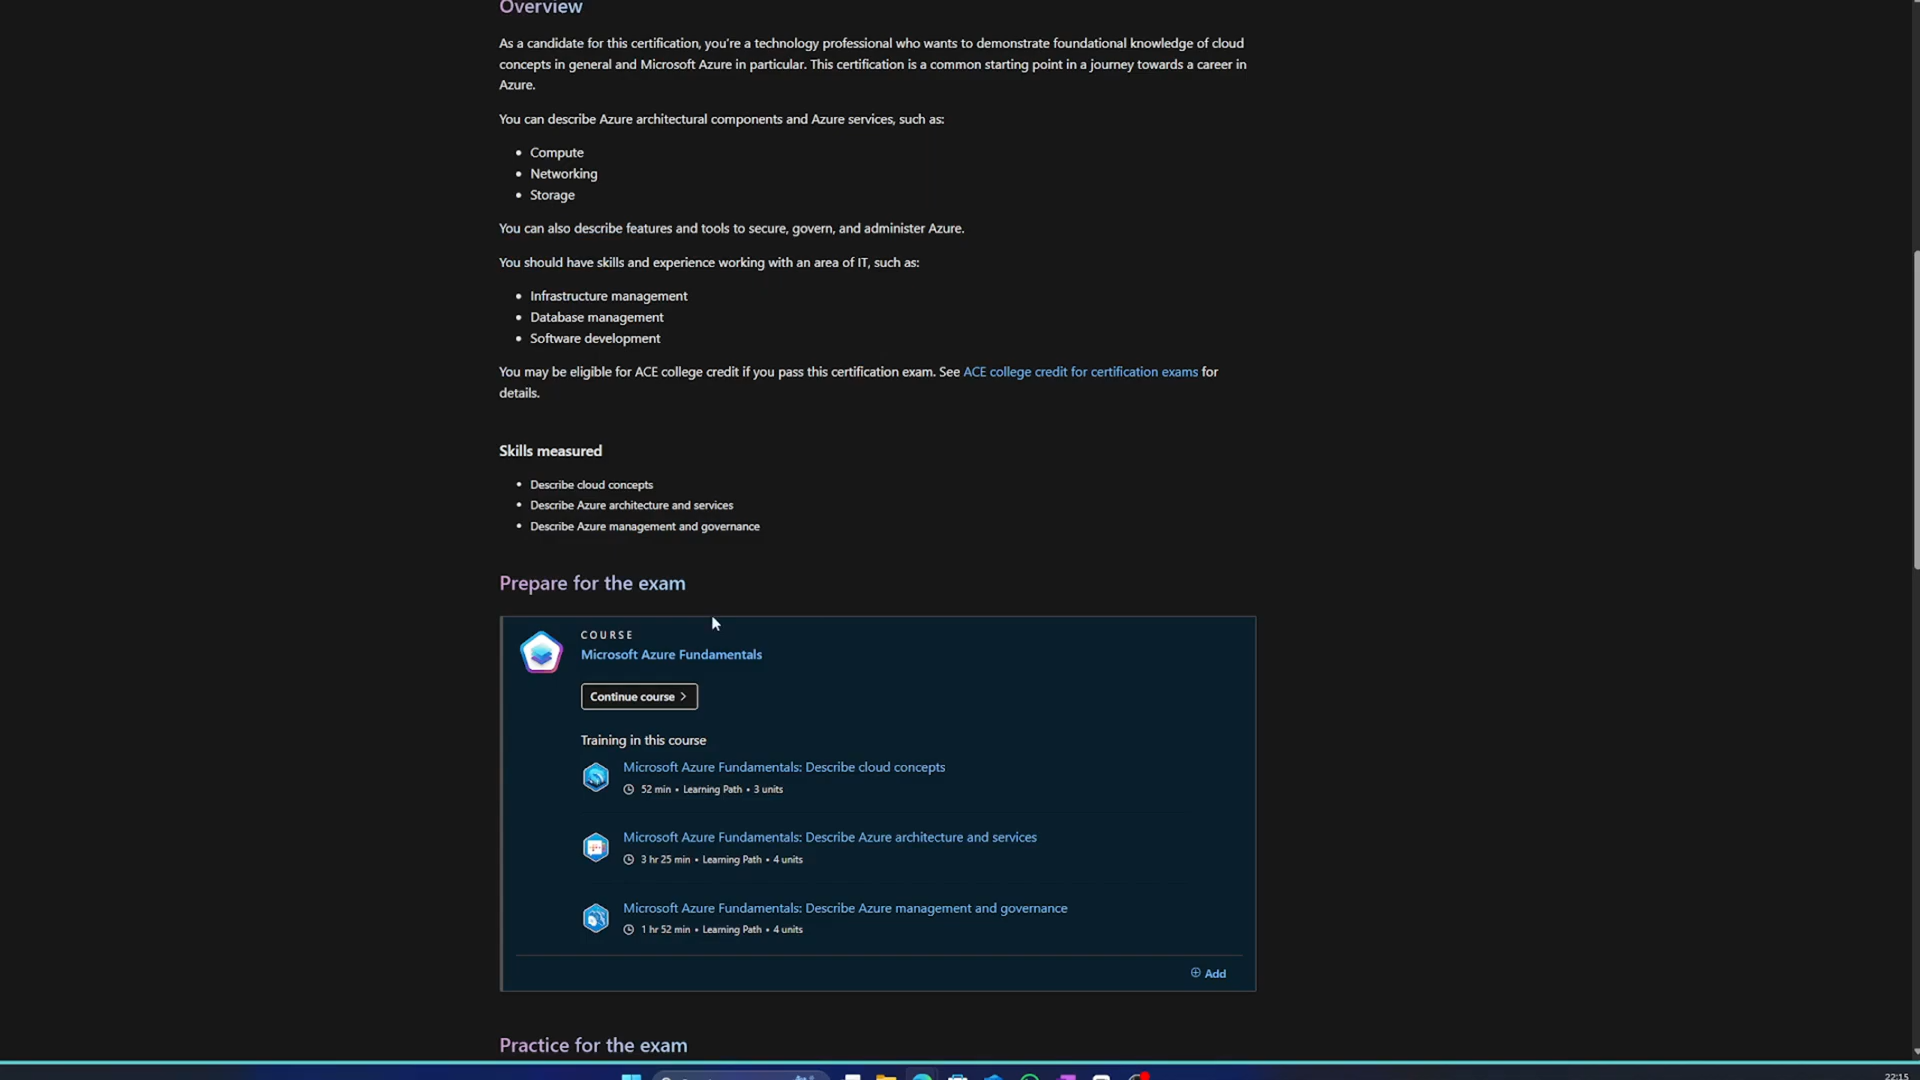 Overview
As a candidate for this certification, you're a technology professional who wants to demonstrate foundational knowledge of cloud
concepts in general and Microsoft Azure in particular. This certification is a common starting point in a journey towards a career in
Azure.
You can describe Azure architectural components and Azure services, such as:
• Compute
• Networking
• Storage
You can also describe features and tools to secure, govern, and administer Azure.
You should have skills and experience working with an area of IT, such as:
• Infrastructure management
• Database management
• Software development
You may be eligible for ACE college credit if you pass this certification exam. See ACE college credit for certification exams for
details.
Skills measured
• Describe cloud concepts
• Describe Azure architecture and services
• Describe Azure management and governance
Prepare for the exam
COURSE
Microsoft Azure Fundamentals
Continue course >
Training in this course
Microsoft Azure Fundamentals: Describe cloud concepts
52 min • Learning Path • 3 units
Microsoft Azure Fundamentals: Describe Azure architecture and services
3 hr 25 min • Learning Path • 4 units
Microsoft Azure Fundamentals: Describe Azure management and governance
1 hr 52 min • Learning Path • 4 units
Add
Practice for the exam
22:15